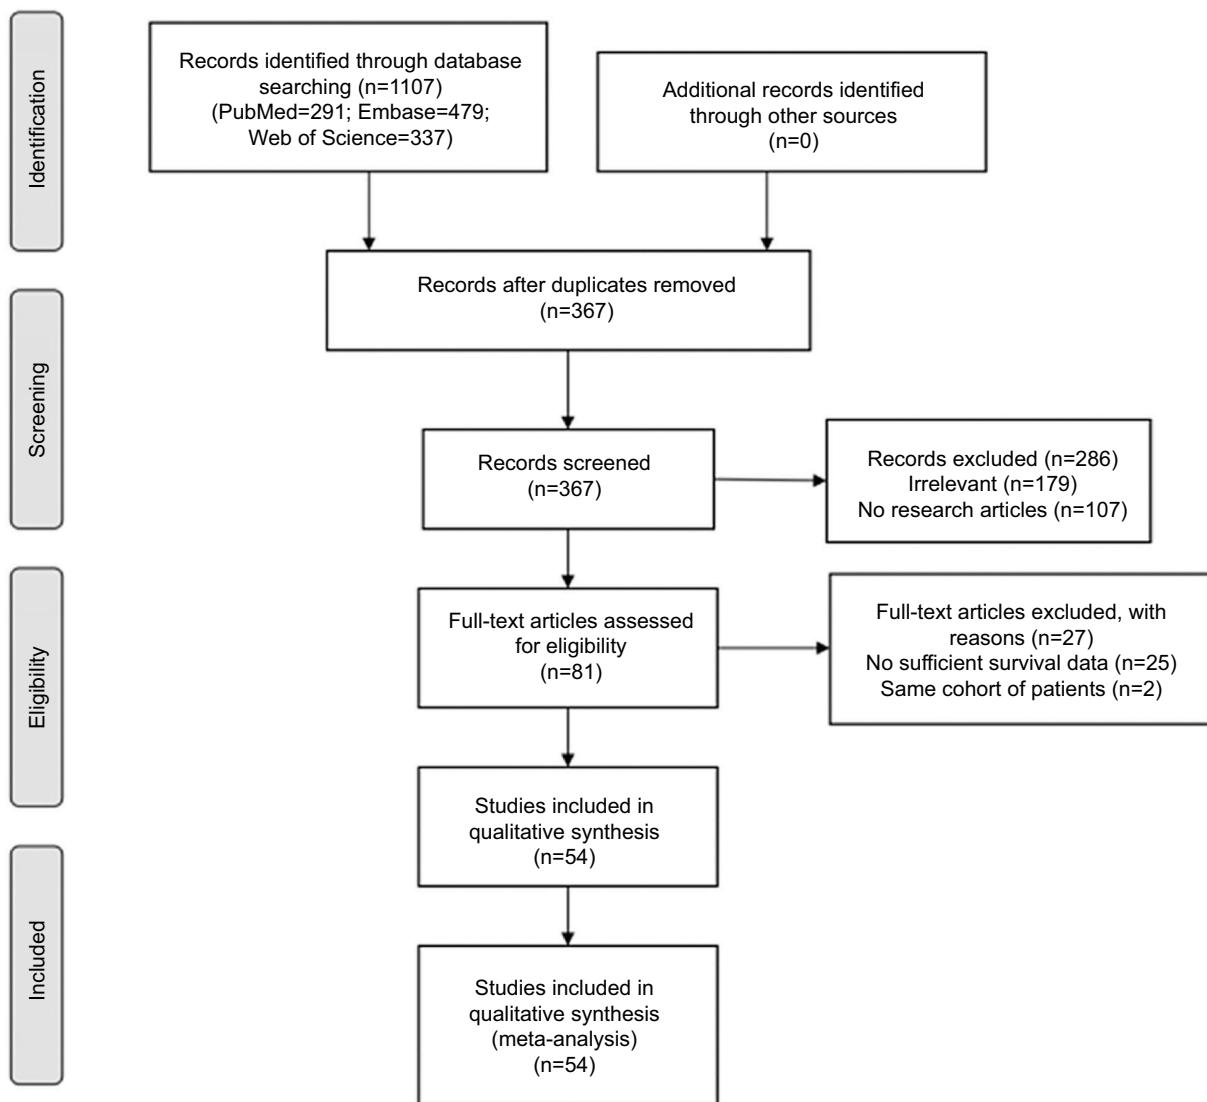 Identification
Records identified through database
searching (n=1107)
(PubMed=291; Embase=479;
Web of Science=337)
Additional records identified
through other sources
(n=0)
Records after duplicates removed
(n=367)
Screening
Records screened
(n=367)
Records excluded (n=286)
Irrelevant (n=179)
No research articles (n=107)
Eligibility
Full-text articles assessed
for eligibility
(n=81)
Full-text articles excluded, with
reasons (n=27)
No sufficient survival data (n=25)
Same cohort of patients (n=2)
Studies included in
qualitative synthesis
(n=54)
Included
Studies included in
qualitative synthesis
(meta-analysis)
(n=54)